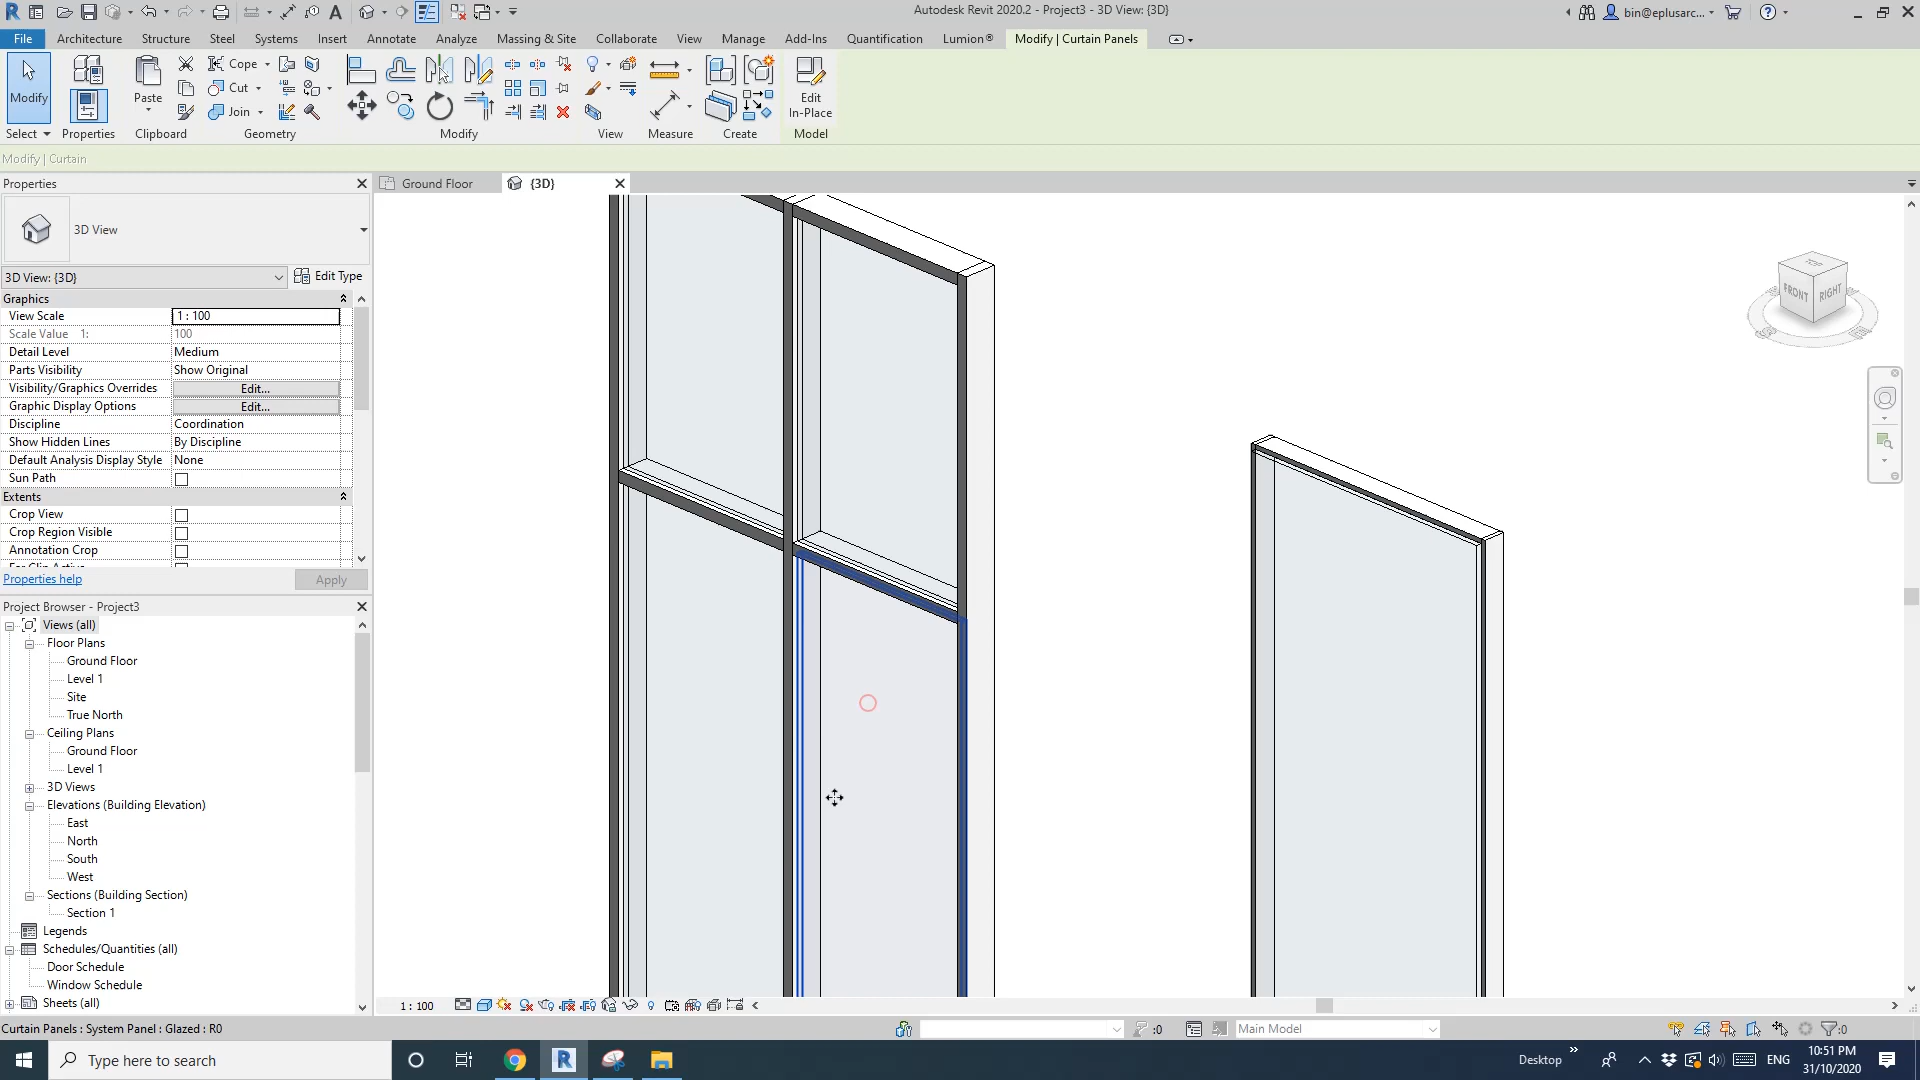 Autodesk Revit 2020.2 - Project3 - 3D View: {3D}
bin@eplusarc...
File Architecture Structure Steel Systems Insert Annotate Analyze Massing & Site Collaborate View Manage Add-Ins Quantification Lumion® Modify | Curtain Panels
Modify
Paste
Cope
Cut
Join
Edit
In-Place
Select Properties Clipboard Geometry Modify View Measure Create Model
Modify | Curtain
Properties
Ground Floor
{3D}
3D View
3D View: {3D}
Edit Type
Graphics
View Scale 1 : 100
Scale Value 1: 100
Detail Level Medium
Parts Visibility Show Original
Visibility/Graphics Overrides Edit...
Graphic Display Options Edit...
Discipline Coordination
Show Hidden Lines By Discipline
Default Analysis Display Style None
Sun Path
Extents
Crop View
Crop Region Visible
Annotation Crop
Properties help
Apply
Project Browser - Project3
Views (all)
Floor Plans
Ground Floor
Level 1
Site
True North
Ceiling Plans
Ground Floor
Level 1
3D Views
Elevations (Building Elevation)
East
North
South
West
Sections (Building Section)
Section 1
Legends
Schedules/Quantities (all)
Door Schedule
Window Schedule
Sheets (all)
TOP
FRONT
RIGHT
1 : 100
Curtain Panels : System Panel : Glazed : R0
:0
Main Model
:0
Type here to search
Desktop
ENG
10:51 PM
31/10/2020